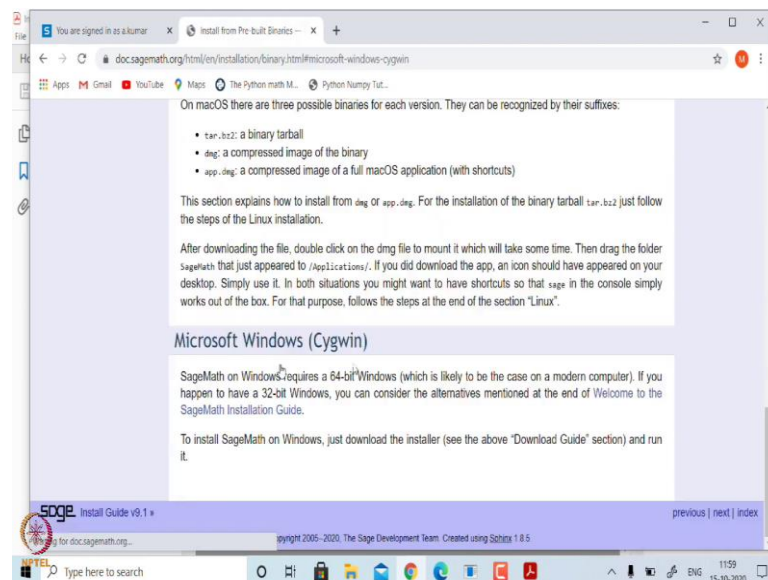 You are signed in as a.kumar
Install from Pre-built Binaries —
File
doc.sagemath.org/html/en/installation/binary.html#microsoft-windows-cygwin
M
Apps
Gmail
YouTube
Maps
The Python math M...
Python Numpy Tut...
On macOS there are three possible binaries for each version. They can be recognized by their suffixes:
• tar.bz2: a binary tarball
• dmg: a compressed image of the binary
• app.dmg: a compressed image of a full macOS application (with shortcuts)
This section explains how to install from dmg or app.dmg. For the installation of the binary tarball tar.bz2 just follow
the steps of the Linux installation.
After downloading the file, double click on the dmg file to mount it which will take some time. Then drag the folder
SageMath that just appeared to /Applications/. If you did download the app, an icon should have appeared on your
desktop. Simply use it. In both situations you might want to have shortcuts so that sage in the console simply
works out of the box. For that purpose, follows the steps at the end of the section "Linux".
Microsoft Windows (Cygwin)
SageMath on Windows requires a 64-bit Windows (which is likely to be the case on a modern computer). If you
happen to have a 32-bit Windows, you can consider the alternatives mentioned at the end of Welcome to the
SageMath Installation Guide.
To install SageMath on Windows, just download the installer (see the above "Download Guide" section) and run
it.
SAGE Install Guide v9.1 »
previous | next | index
for doc.sagemath.org...
2005-2020, The Sage Development Team. Created using Sphinx 1.8.5
NPTEL
Type here to search
ENG
11:59
15-10-2020